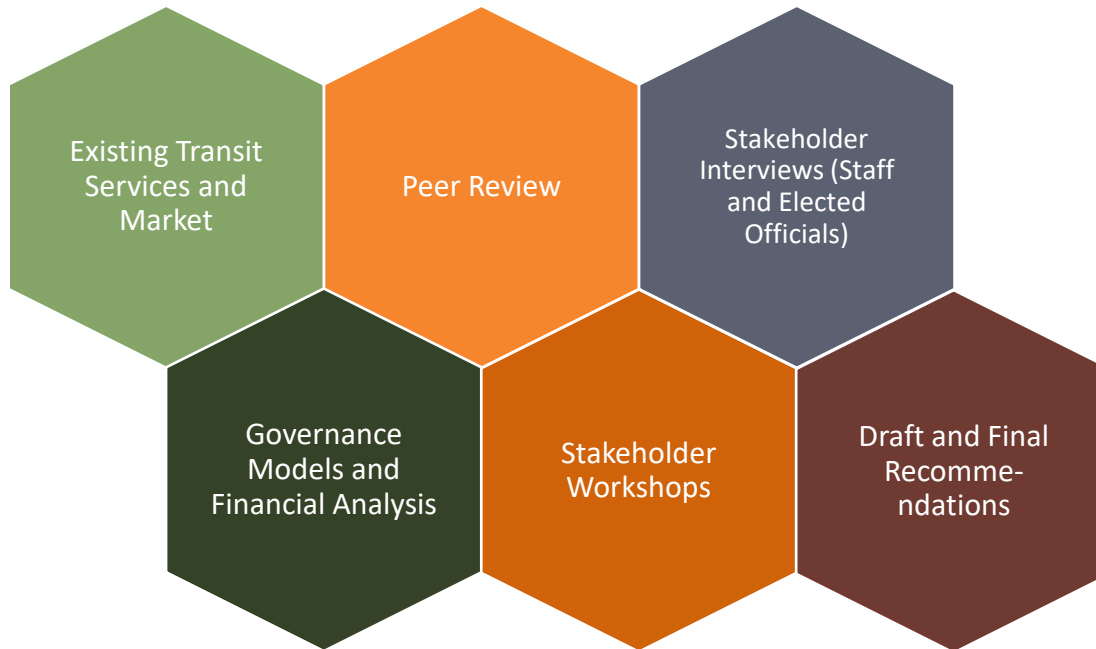 Existing Transit
Services and
Market
Peer Review
Stakeholder
Interviews (Staff
and Elected
Officials)
Governance
Models and
Financial Analysis
Stakeholder
Workshops
Draft and Final
Recomme-
ndations